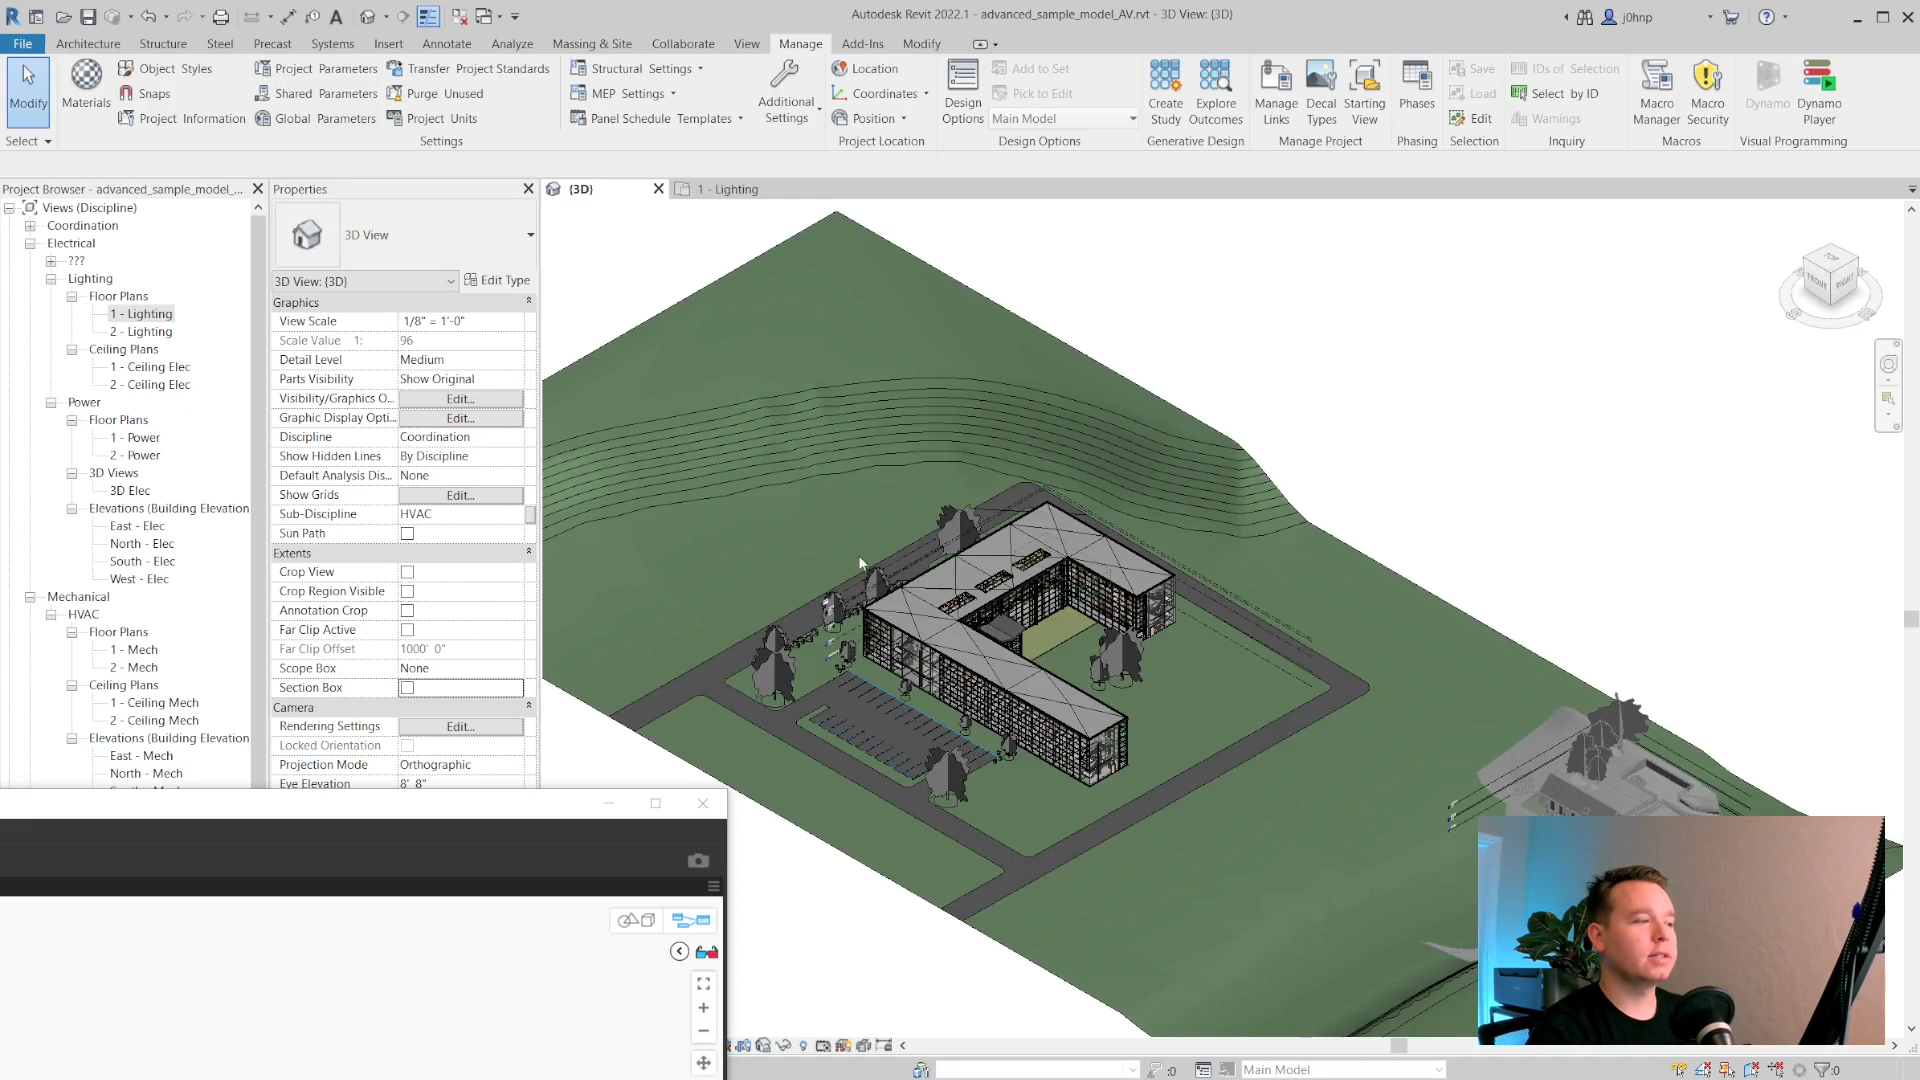 Autodesk Revit 2022.1 - advanced_sample_model_AV.rvt - 3D View: {3D}
j0hnp
File Architecture Structure Steel Precast Systems Insert Annotate Analyze Massing & Site Collaborate View Manage Add-Ins Modify
Modify
Select
Materials
Object Styles
Snaps
Project Information
Project Parameters
Shared Parameters
Global Parameters
Transfer Project Standards
Purge Unused
Project Units
Settings
Structural Settings
MEP Settings
Panel Schedule Templates
Additional
Settings
Location
Coordinates
Position
Project Location
Design
Options
Add to Set
Pick to Edit
Main Model
Design Options
Create
Study
Explore
Outcomes
Generative Design
Manage
Links
Decal
Types
Starting
View
Manage Project
Phases
Phasing
Save
Load
Edit
Selection
IDs of Selection
Select by ID
Warnings
Inquiry
Macro
Manager
Macro
Security
Macros
Dynamo
Dynamo
Player
Visual Programming
Project Browser - advanced_sample_model_...
Views (Discipline)
Coordination
Electrical
???
Lighting
Floor Plans
1 - Lighting
2 - Lighting
Ceiling Plans
1 - Ceiling Elec
2 - Ceiling Elec
Power
Floor Plans
1 - Power
2 - Power
3D Views
3D Elec
Elevations (Building Elevation
East - Elec
North - Elec
South - Elec
West - Elec
Mechanical
HVAC
Floor Plans
1 - Mech
2 - Mech
Ceiling Plans
1 - Ceiling Mech
2 - Ceiling Mech
Elevations (Building Elevation
East - Mech
North - Mech
Properties
3D View
3D View: {3D}
Edit Type
Graphics
View Scale 1/8" = 1'-0"
Scale Value 1: 96
Detail Level Medium
Parts Visibility Show Original
Visibility/Graphics O... Edit...
Graphic Display Opti... Edit...
Discipline Coordination
Show Hidden Lines By Discipline
Default Analysis Dis... None
Show Grids Edit...
Sub-Discipline HVAC
Sun Path
Extents
Crop View
Crop Region Visible
Annotation Crop
Far Clip Active
Far Clip Offset 1000' 0"
Scope Box None
Section Box
Camera
Rendering Settings Edit...
Locked Orientation
Projection Mode Orthographic
Eye Elevation 8' 8"
{3D}
1 - Lighting
TOP
FRONT
RIGHT
:0
Main Model
:0